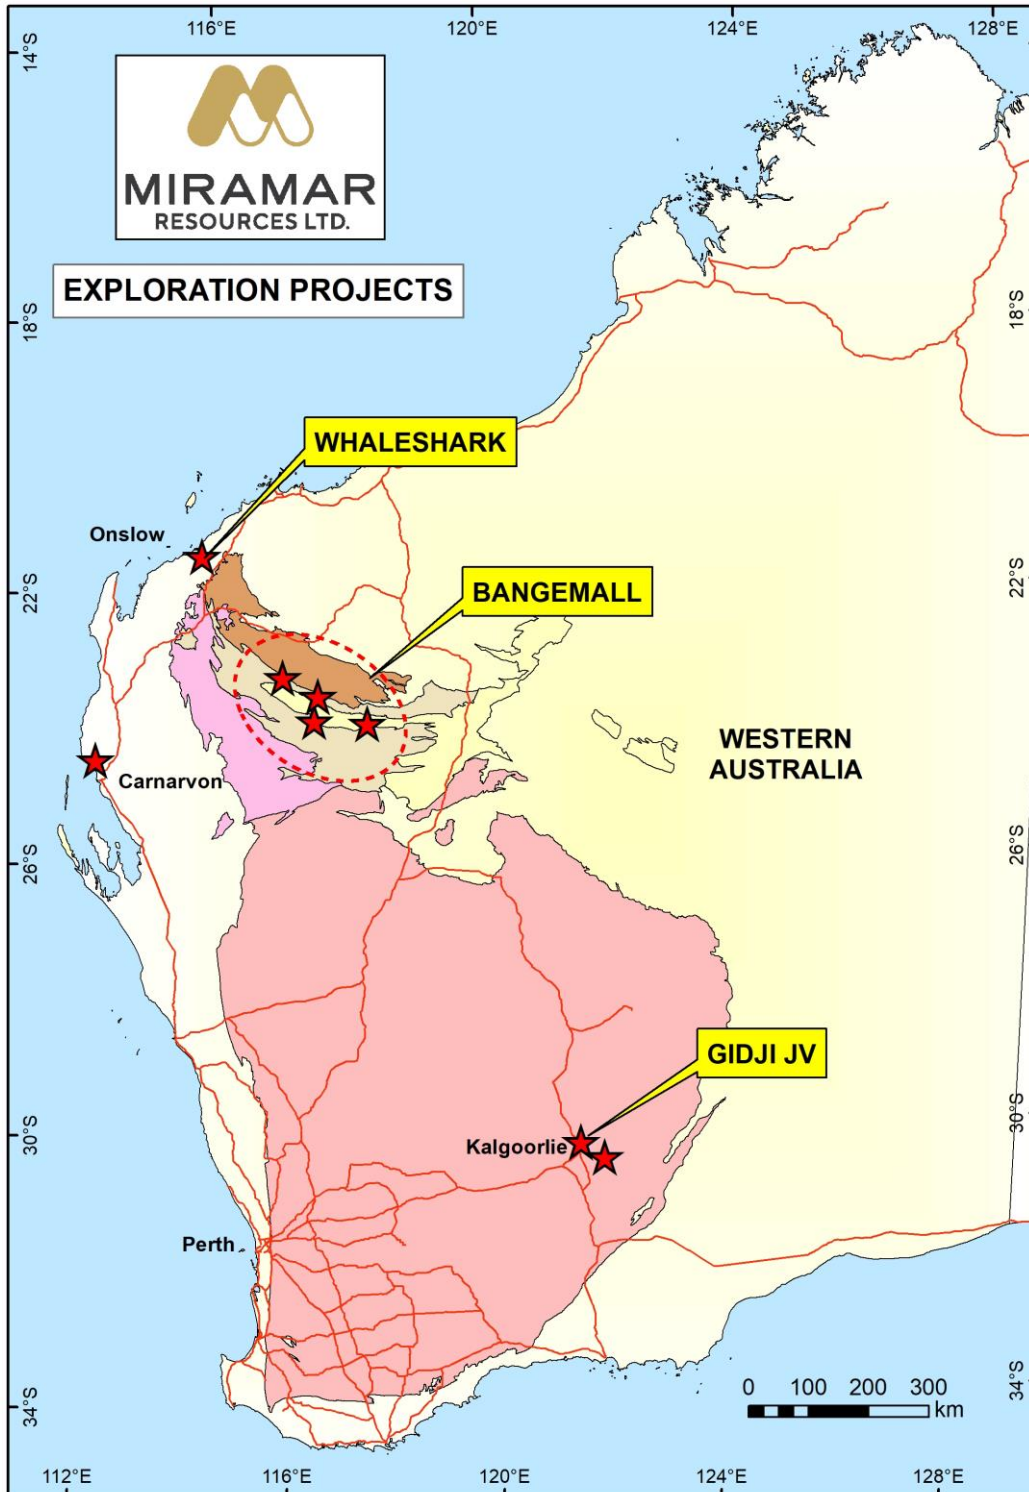 116°E 120°E 124°E 128°E
14°S
MIRAMAR
RESOURCES LTD.
EXPLORATION PROJECTS
18°S 18°S
WHALESHARK
Onslow
22°S 22°S
BANGEMALL
WESTERN
AUSTRALIA
Carnarvon
26°S 26°S
GIDJI JV
30°S 30°S
Kalgoorlie
Perth
34°S 34°S
0 100 200 300
km
112°E 116°E 120°E 124°E 128°E